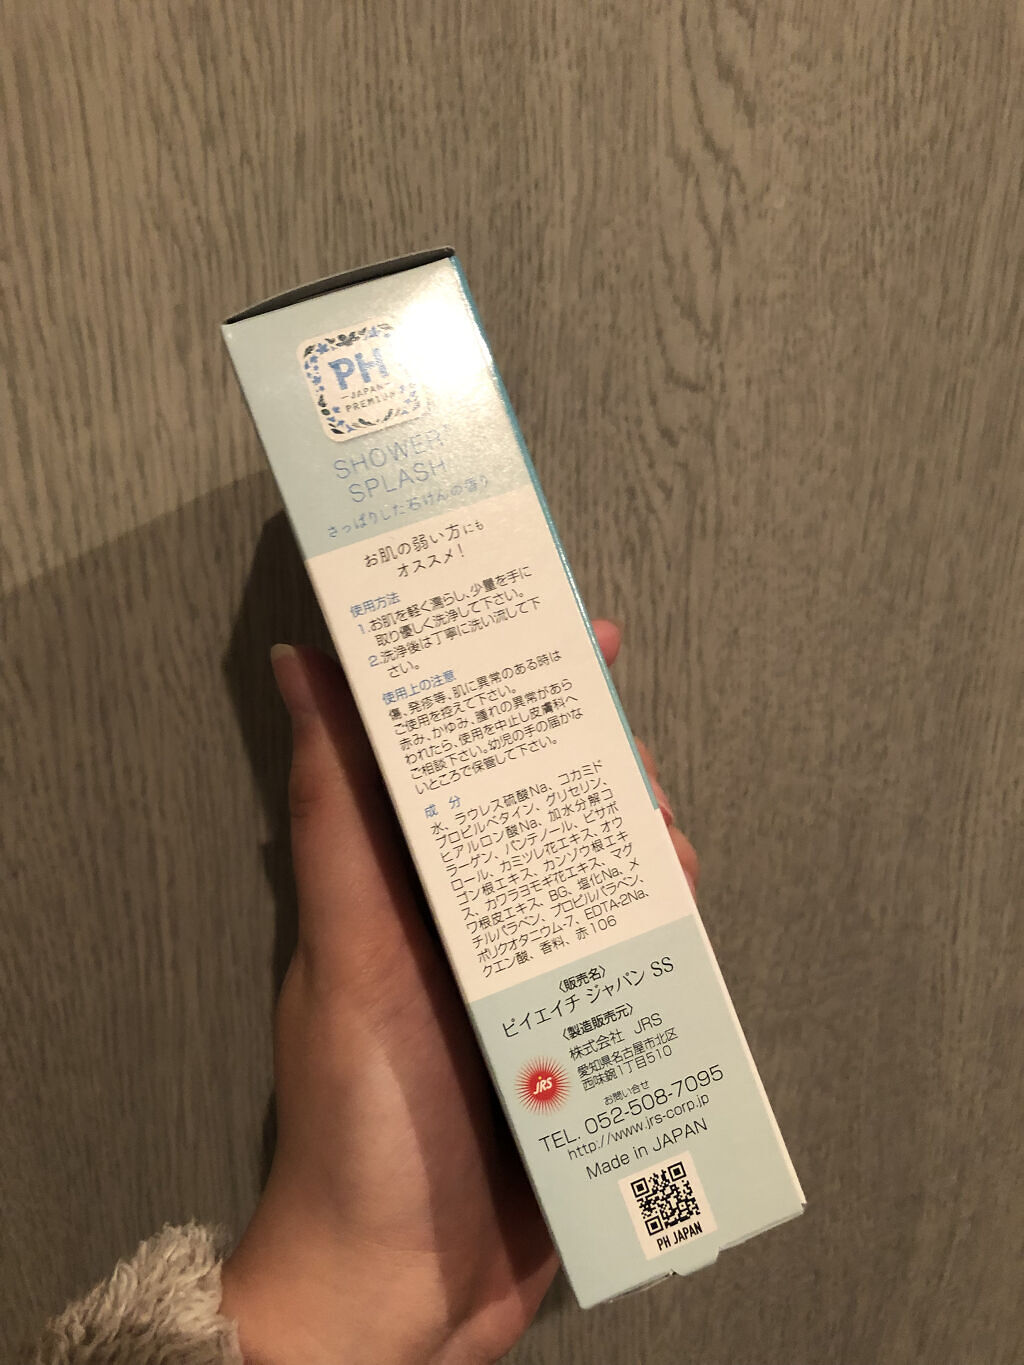 PH
JAPAN
PREMIUM
SHOWER
SPLASH
さっぱりした石けんの香り
お肌の弱い方にも
オススメ!
使用方法
1.お肌を軽く濡らし、少量を手に
取り優しく洗浄して下さい。
2.洗浄後は丁寧に洗い流して下
さい。
使用上の注意
傷、発疹等、肌に異常のある時は
ご使用を控えて下さい。
赤み、かゆみ、腫れの異常があら
われたら、使用を中止し皮膚科へ
ご相談下さい。幼児の手の届かな
いところで保管して下さい。
成 分
水、ラウレス硫酸Na、コカミド
プロピルベタイン、グリセリン、
ヒアルロン酸Na、加水分解コ
ラーゲン、パンテノール、ビサボ
ロール、カミツレ花エキス、オウ
ゴン根エキス、カンゾウ根エキ
ス、カワラヨモギ花エキス、マグ
ワ根皮エキス、BG、塩化Na、メ
チルパラベン、プロピルパラベン、
ポリクオタニウム-7、EDTA-2Na、
クエン酸、香料、赤106
〈販売名〉
ピイエイチ ジャパン SS
〈製造販売元〉
株式会社 JRS
愛知県名古屋市北区
西味鋺1丁目510
JRS
お問い合せ
TEL. 052-508-7095
http://www.jrs-corp.jp
Made in JAPAN
PH JAPAN